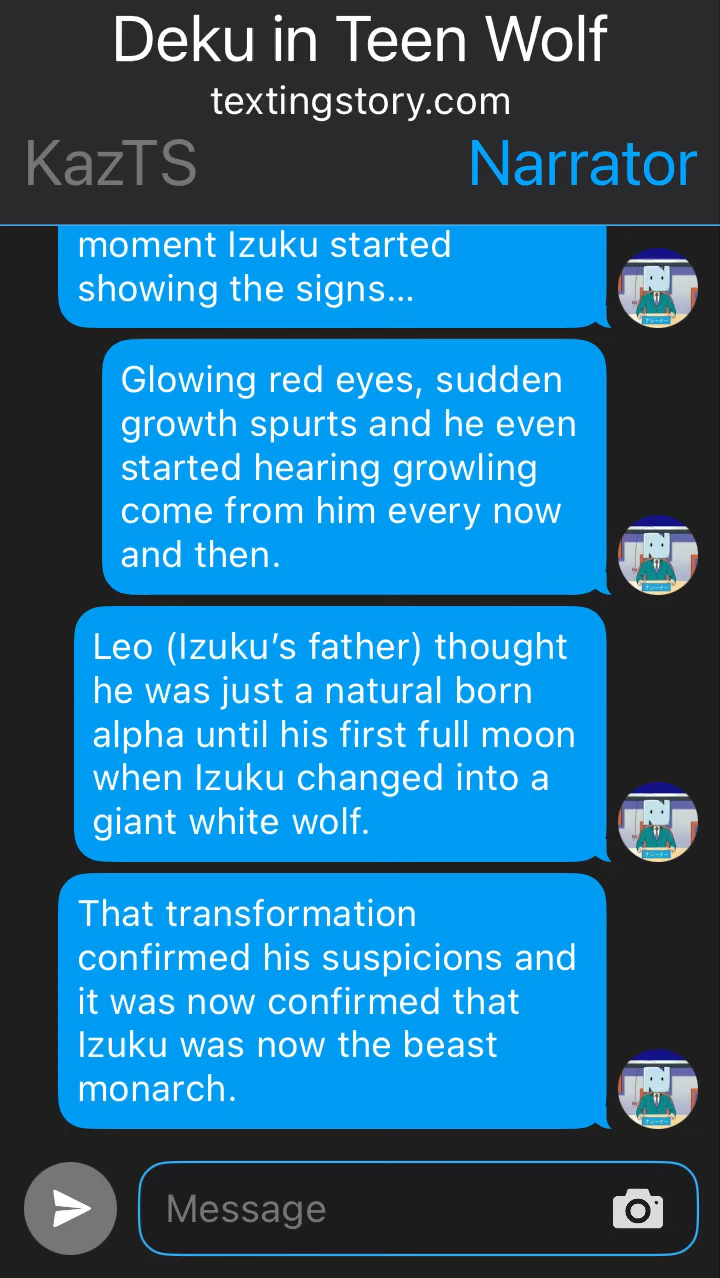 Deku in Teen Wolf
textingstory.com
KazTS
Narrator
moment Izuku started
showing the signs...
Glowing red eyes, sudden
growth spurts and he even
started hearing growling
come from him every now
and then.
Leo (Izuku’s father) thought
he was just a natural born
alpha until his first full moon
when Izuku changed into a
giant white wolf.
That transformation
confirmed his suspicions and
it was now confirmed that
Izuku was now the beast
monarch.
Message